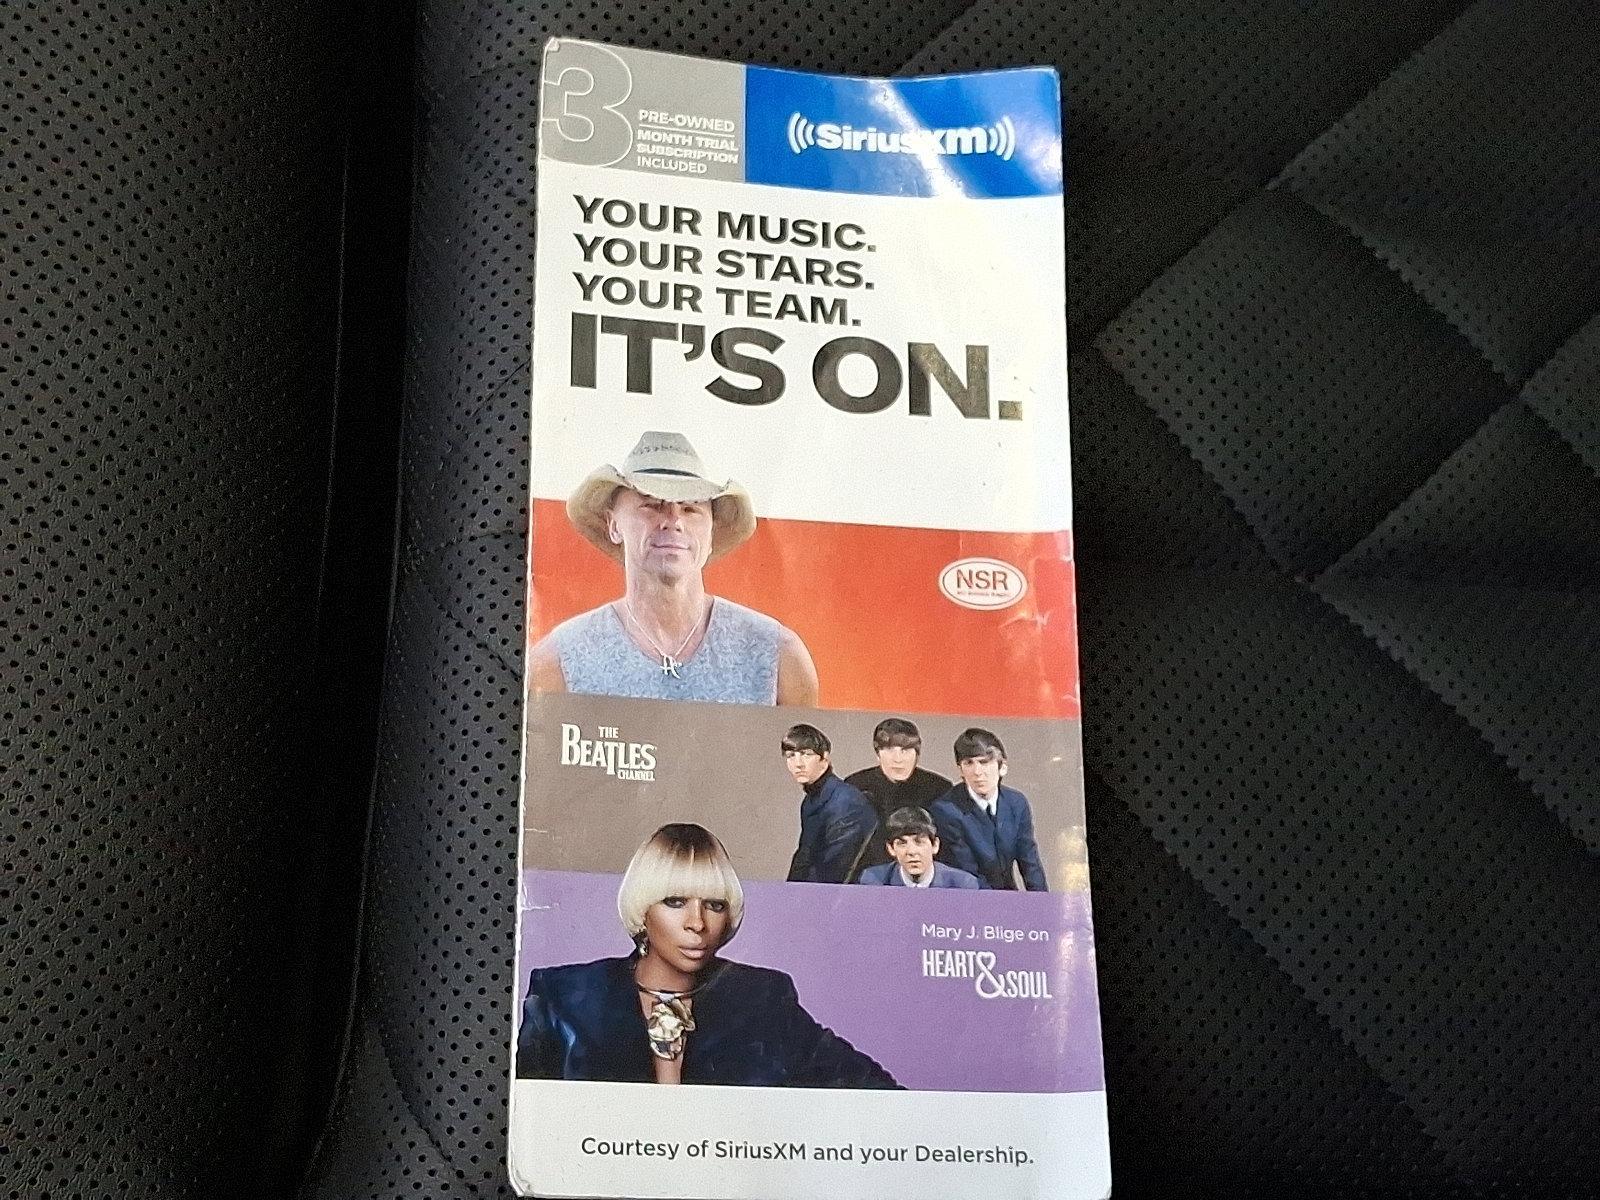 3
PRE-OWNED
MONTH TRIAL
SUBSCRIPTION
INCLUDED
((SiriusXM))
YOUR MUSIC.
YOUR STARS.
YOUR TEAM.
IT'S ON.
NSR
THE
BEATLES
CHANNEL
Mary J. Blige on
HEART&SOUL
Courtesy of SiriusXM and your Dealership.